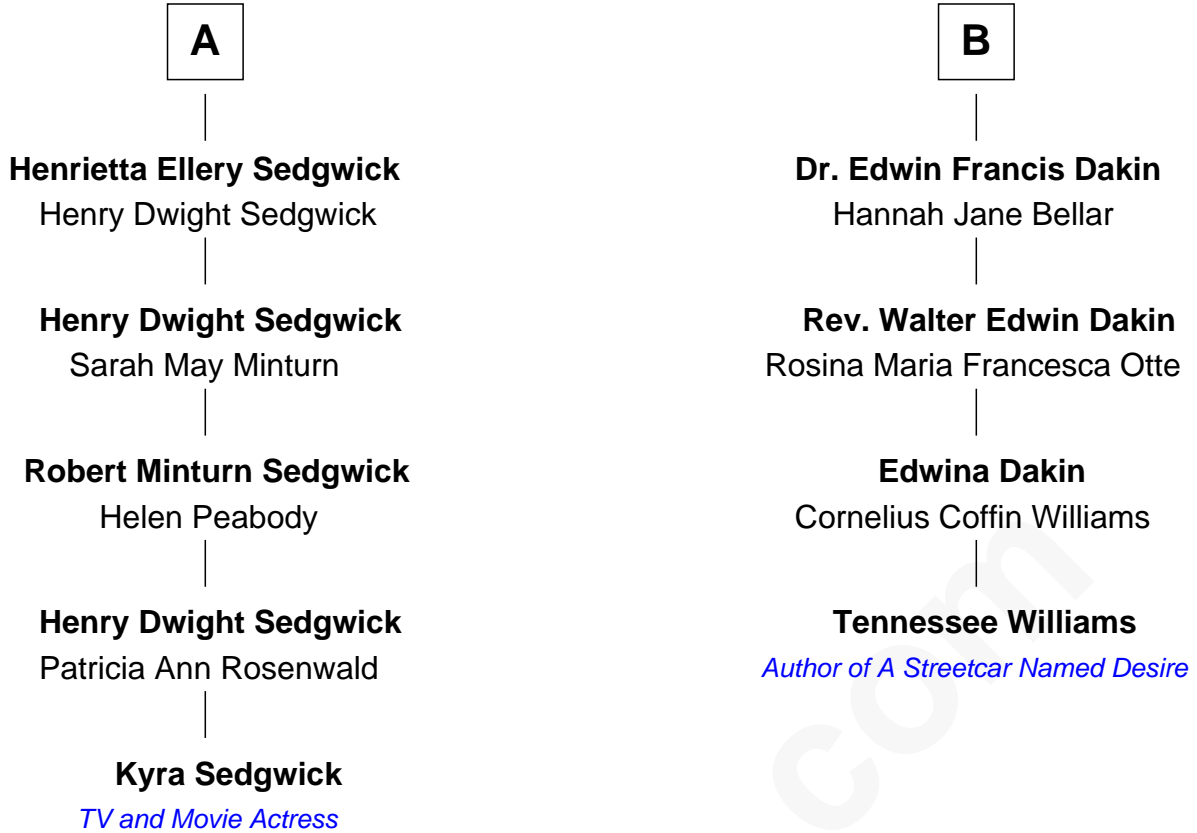 A
Henrietta Ellery Sedgwick
Henry Dwight Sedgwick
Henry Dwight Sedgwick
Sarah May Minturn
Robert Minturn Sedgwick
Helen Peabody
Henry Dwight Sedgwick
Patricia Ann Rosenwald
Kyra Sedgwick
TV and Movie Actress
B
Dr. Edwin Francis Dakin
Hannah Jane Bellar
Rev. Walter Edwin Dakin
Rosina Maria Francesca Otte
Edwina Dakin
Cornelius Coffin Williams
Tennessee Williams
Author of A Streetcar Named Desire
com